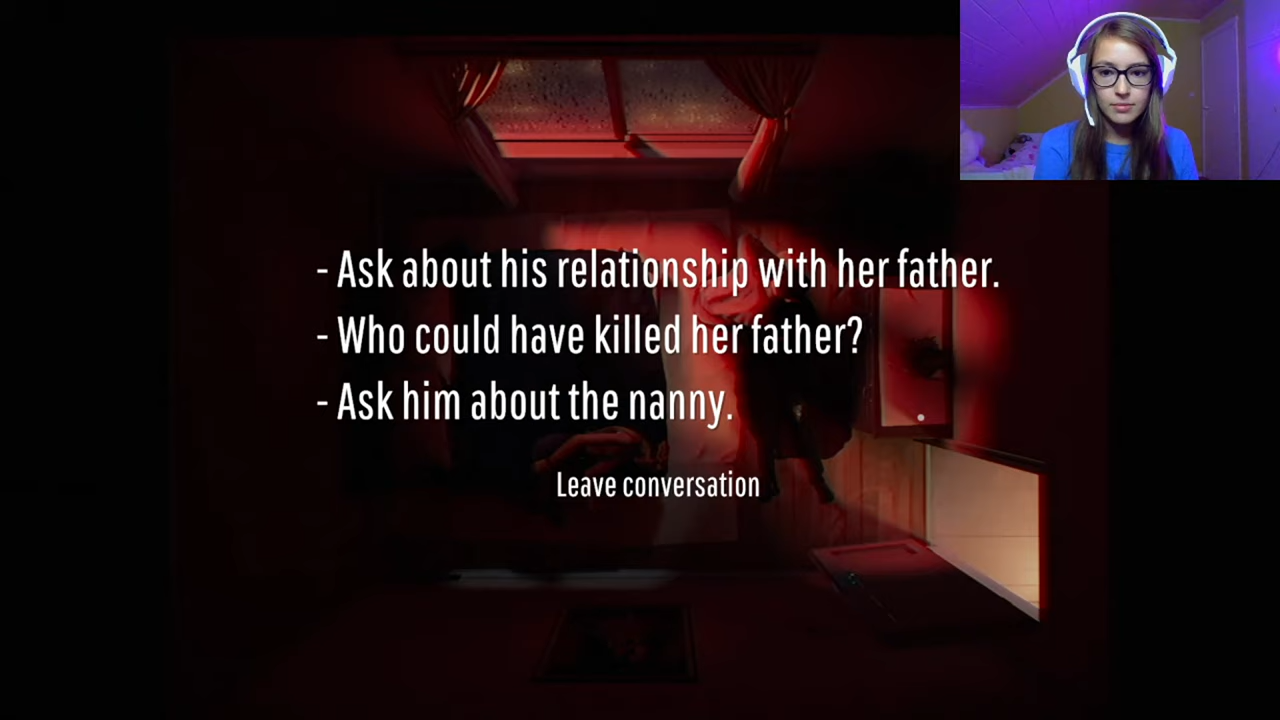 - Ask about his relationship with her father.
- Who could have killed her father?
- Ask him about the nanny.
Leave conversation